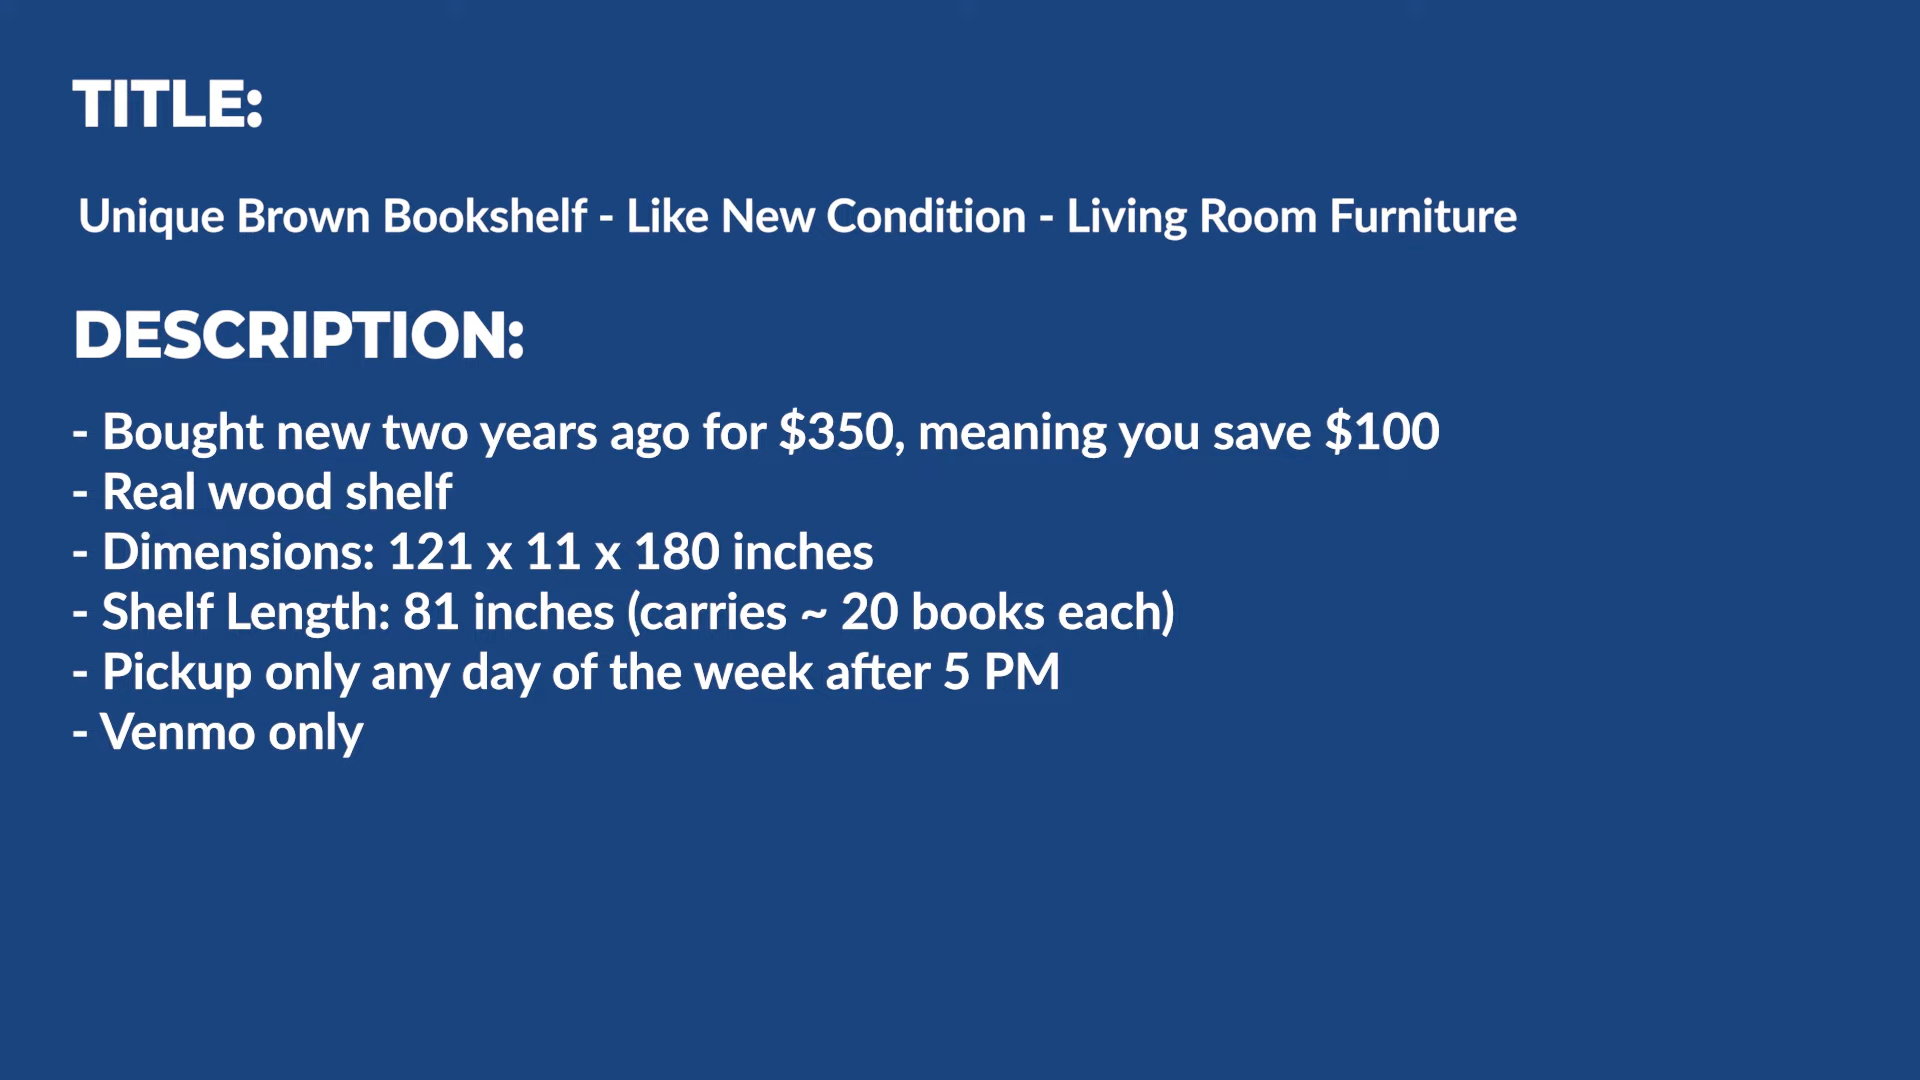 TITLE:
Unique Brown Bookshelf - Like New Condition - Living Room Furniture
DESCRIPTION:
- Bought new two years ago for $350, meaning you save $100
- Real wood shelf
- Dimensions: 121 x 11 x 180 inches
- Shelf Length: 81 inches (carries ~ 20 books each)
- Pickup only any day of the week after 5 PM
- Venmo only